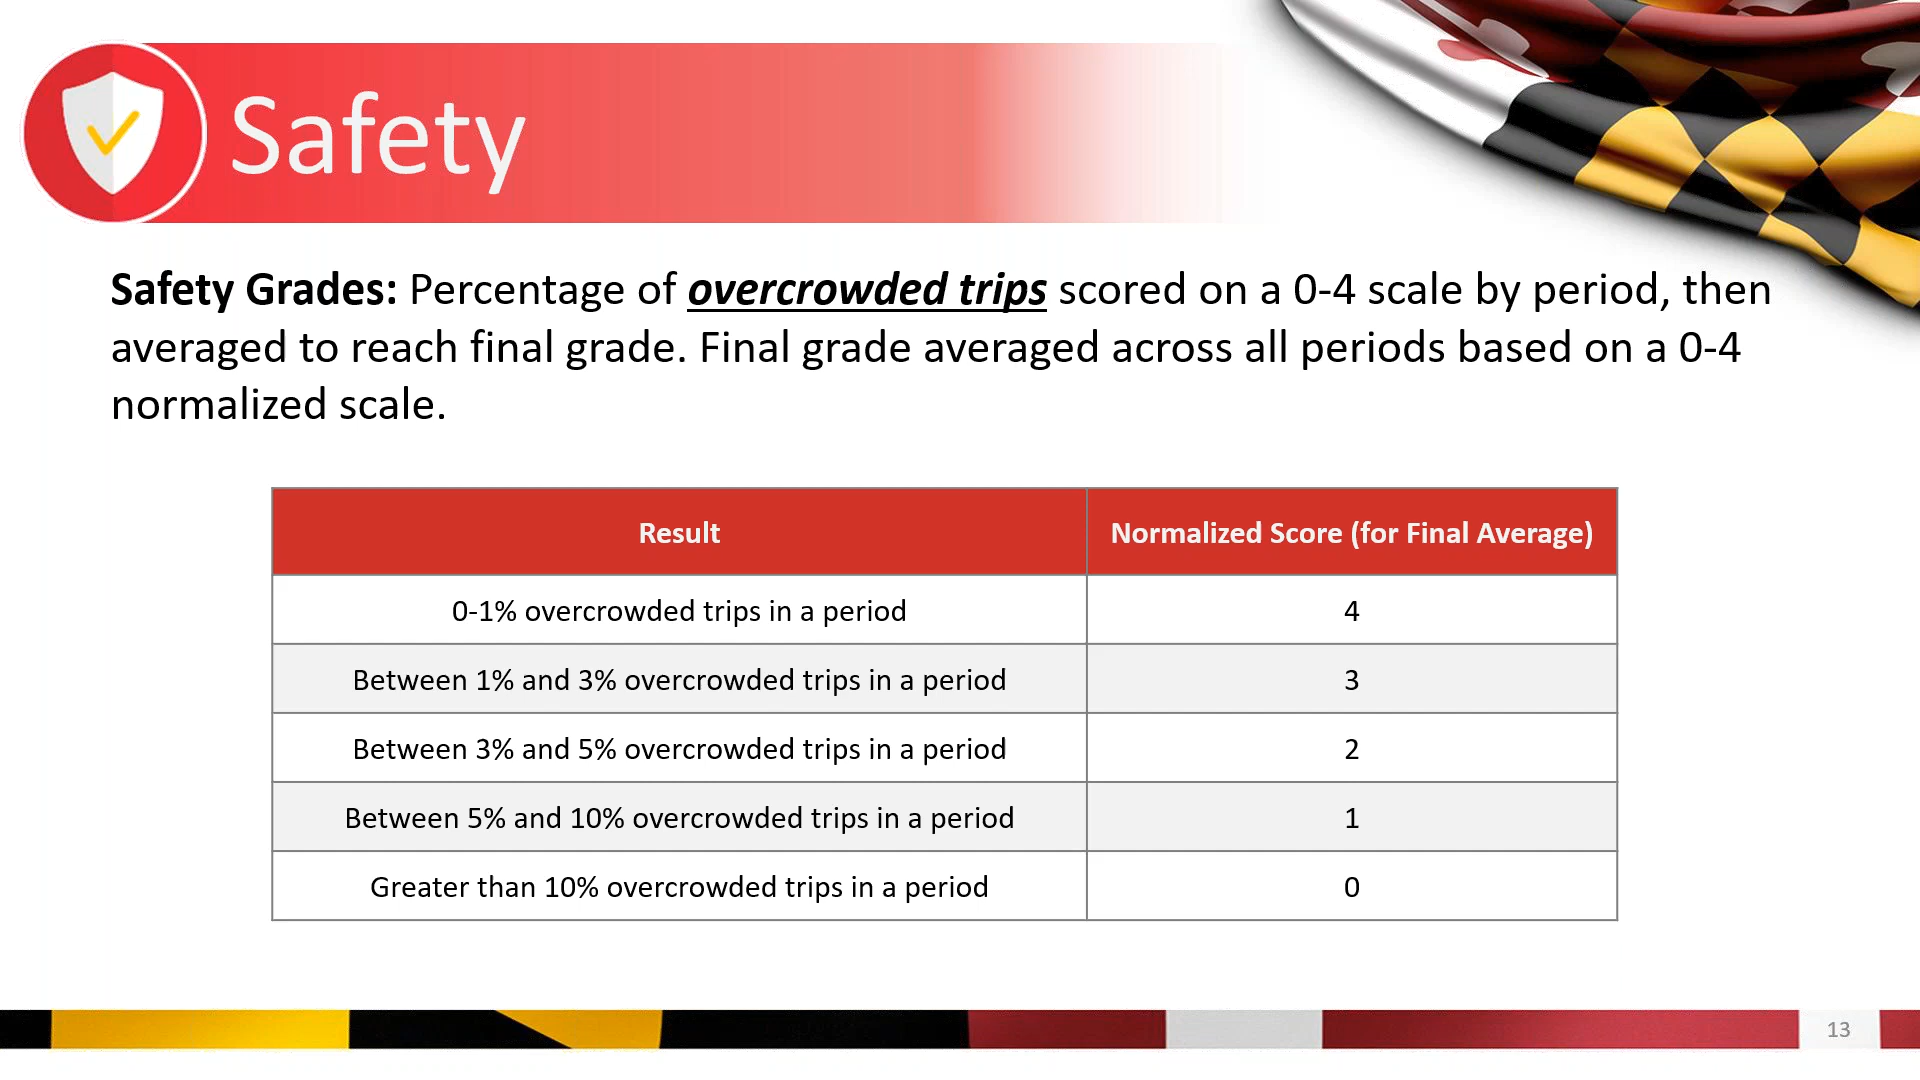 Safety
Safety Grades: Percentage of overcrowded trips scored on a 0-4 scale by period, then
averaged to reach final grade. Final grade averaged across all periods based on a 0-4
normalized scale.
Result
Normalized Score (for Final Average)
0-1% overcrowded trips in a period
4
Between 1% and 3% overcrowded trips in a period
3
Between 3% and 5% overcrowded trips in a period
2
Between 5% and 10% overcrowded trips in a period
1
Greater than 10% overcrowded trips in a period
0
13